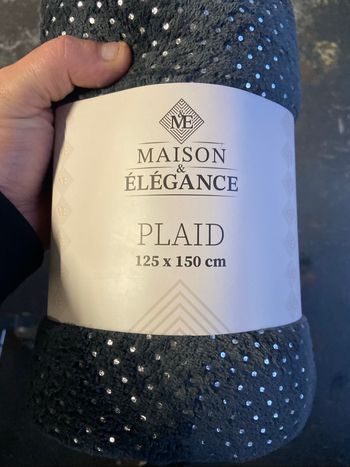 ME
MAISON
&
ÉLÉGANCE
PLAID
125 x 150 cm